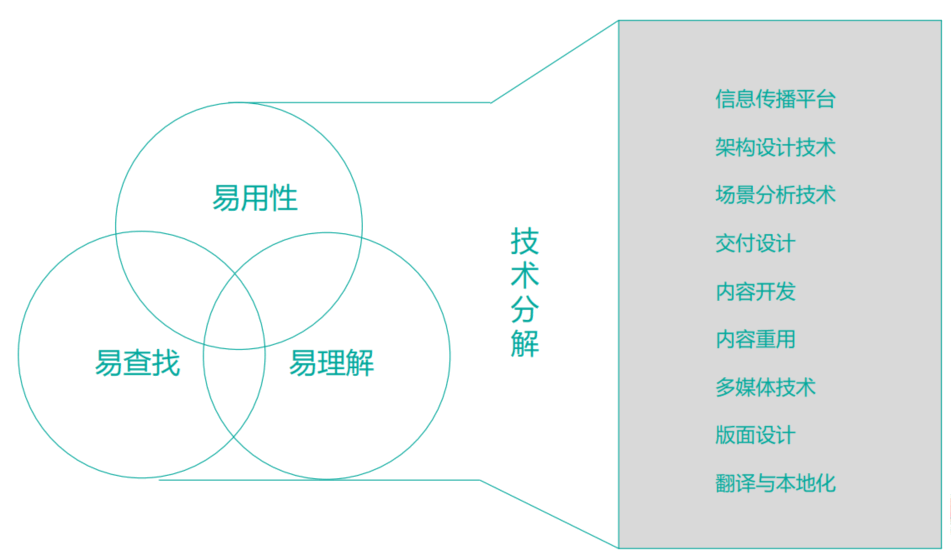 易用性
易查找
易理解
技术分解
信息传播平台
架构设计技术
场景分析技术
交付设计
内容开发
内容重用
多媒体技术
版面设计
翻译与本地化